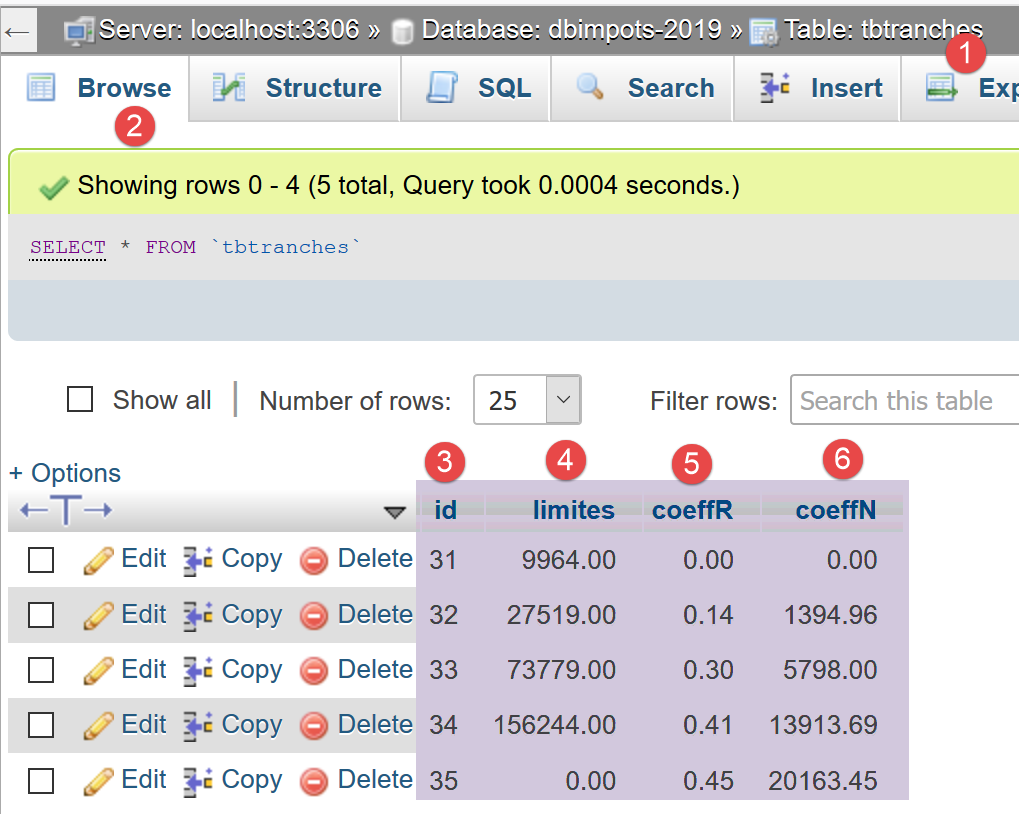 ← Server: localhost:3306 » Database: dbimpots-2019 » Table: tbtranches
1
Browse Structure SQL Search Insert Exp
2
Showing rows 0 - 4 (5 total, Query took 0.0004 seconds.)
SELECT * FROM `tbtranches`
Show all | Number of rows: 25 Filter rows: Search this table
3 4 5 6
+ Options
←T→ id limites coeffR coeffN
Edit Copy Delete 31 9964.00 0.00 0.00
Edit Copy Delete 32 27519.00 0.14 1394.96
Edit Copy Delete 33 73779.00 0.30 5798.00
Edit Copy Delete 34 156244.00 0.41 13913.69
Edit Copy Delete 35 0.00 0.45 20163.45